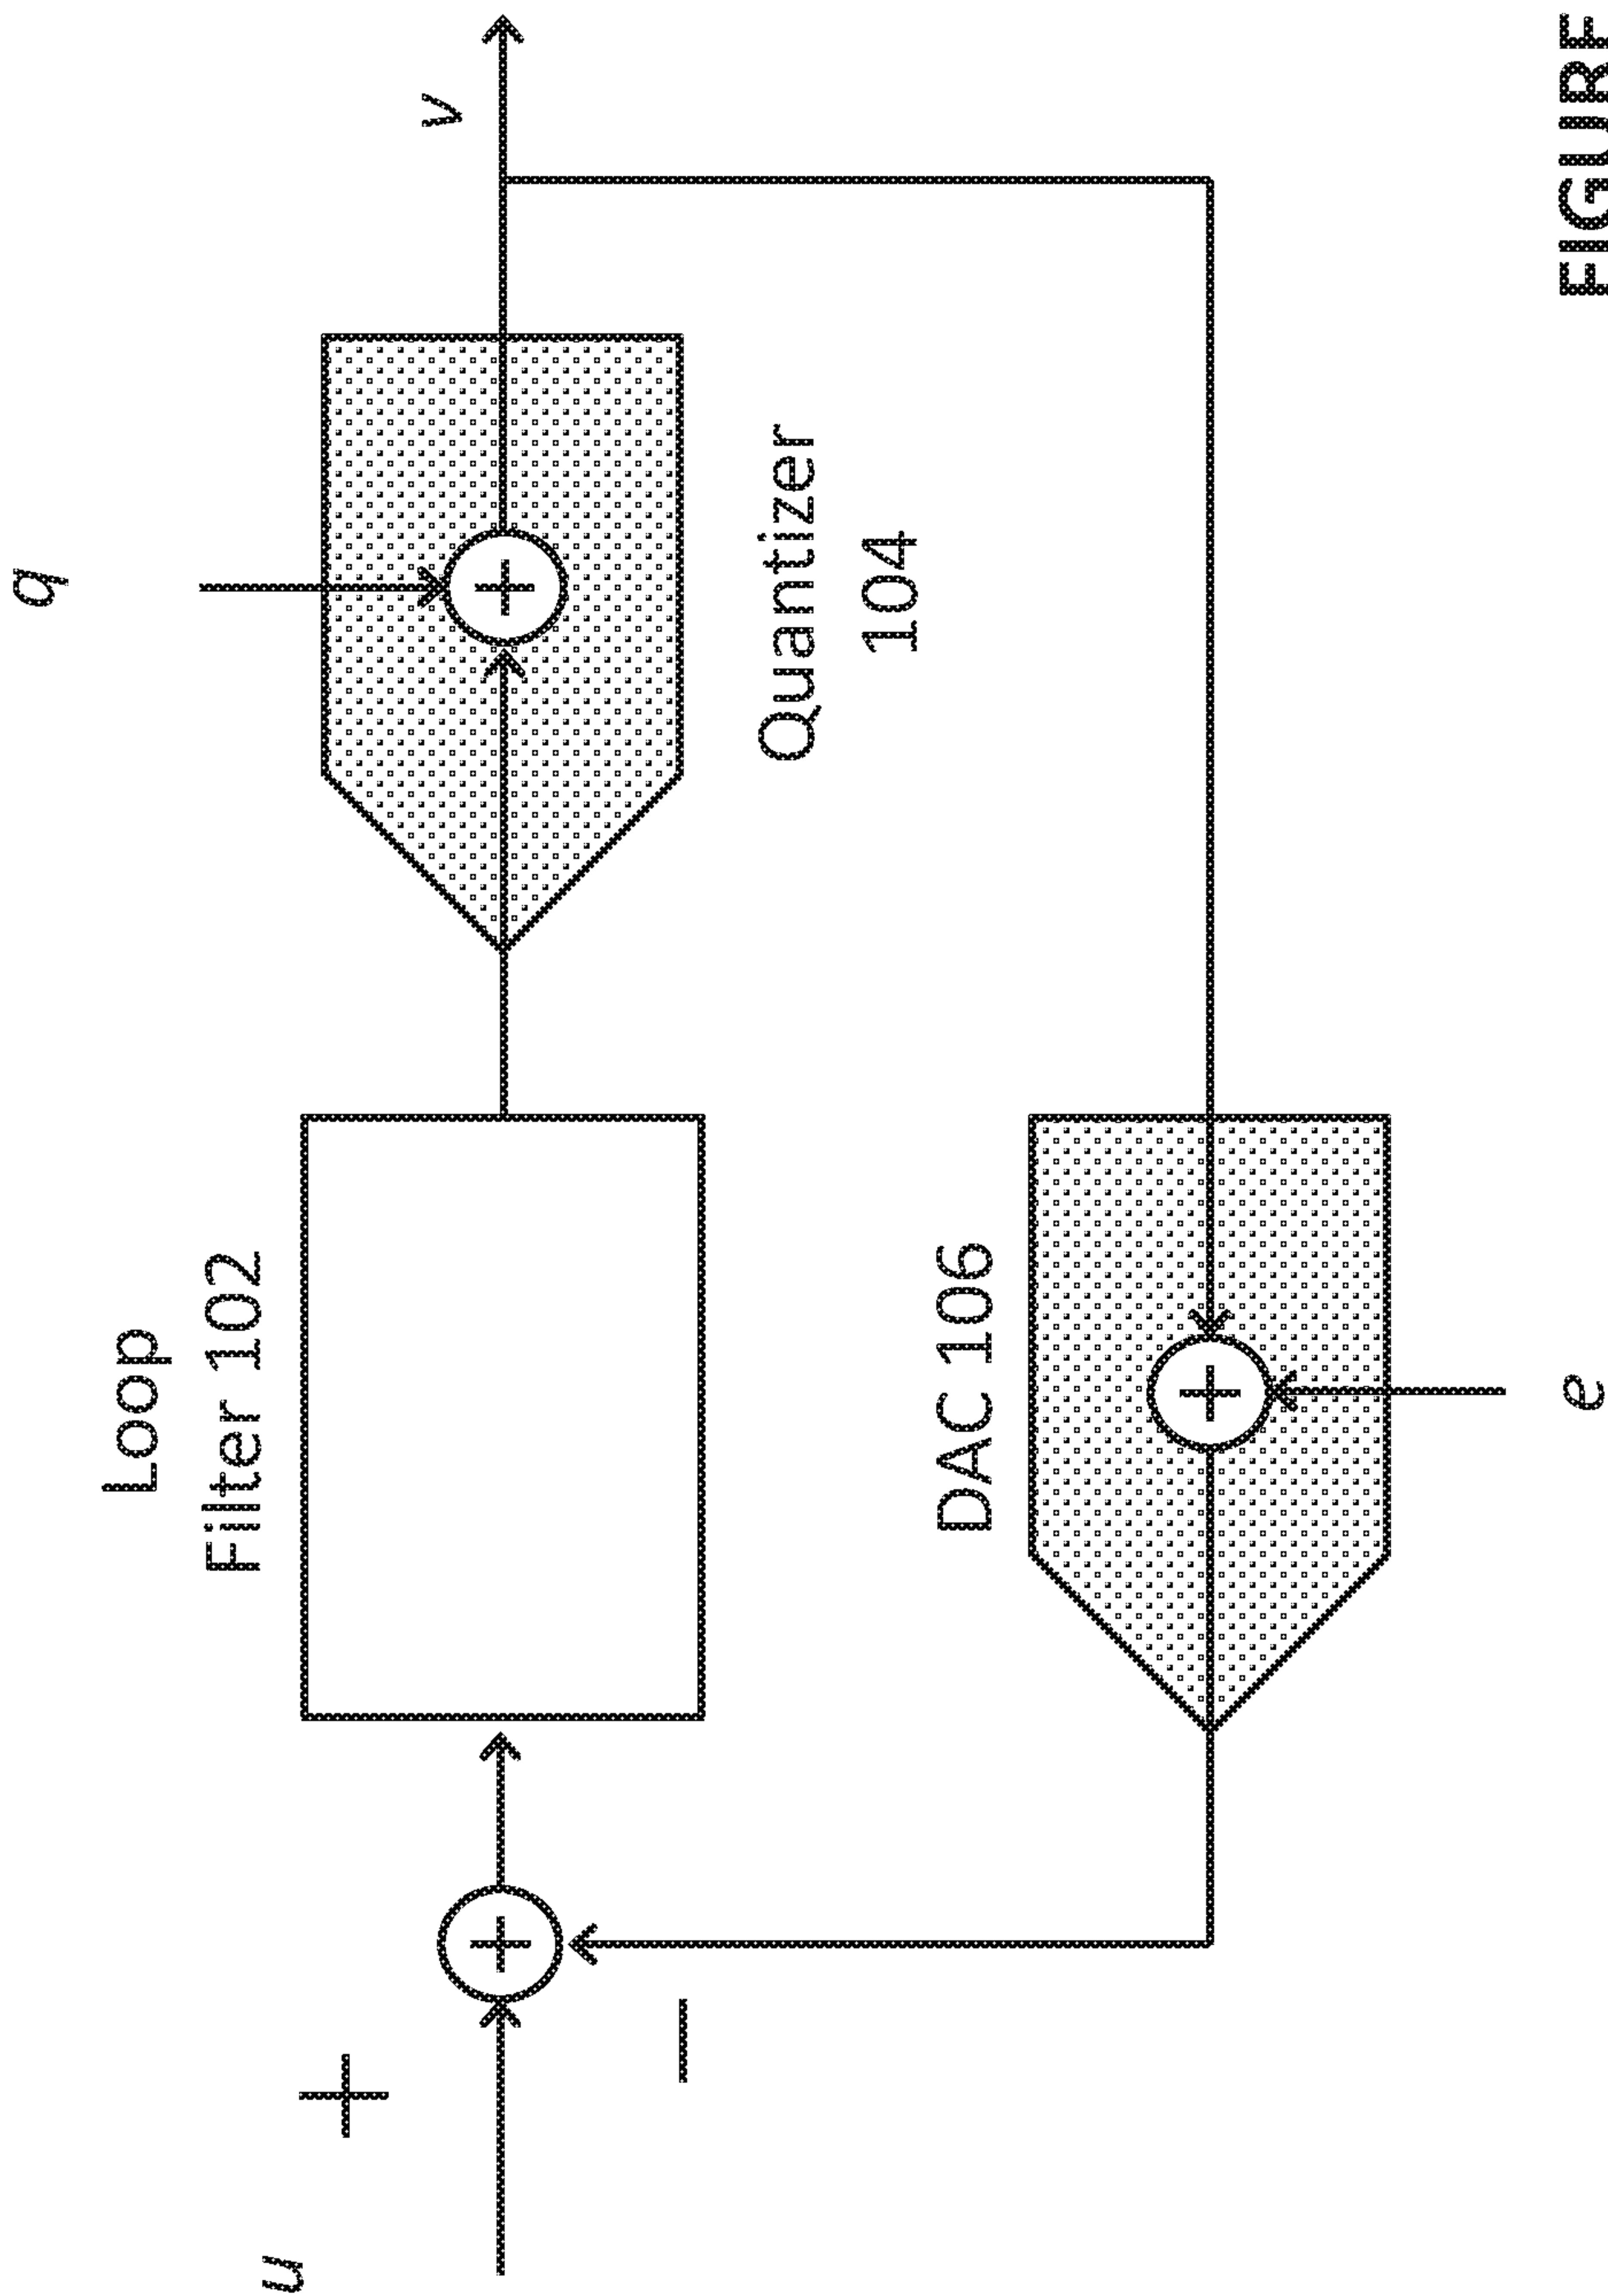 q
v
Loop
Filter 102
Quantizer
104
u
+
−
DAC 106
e
FIGURE